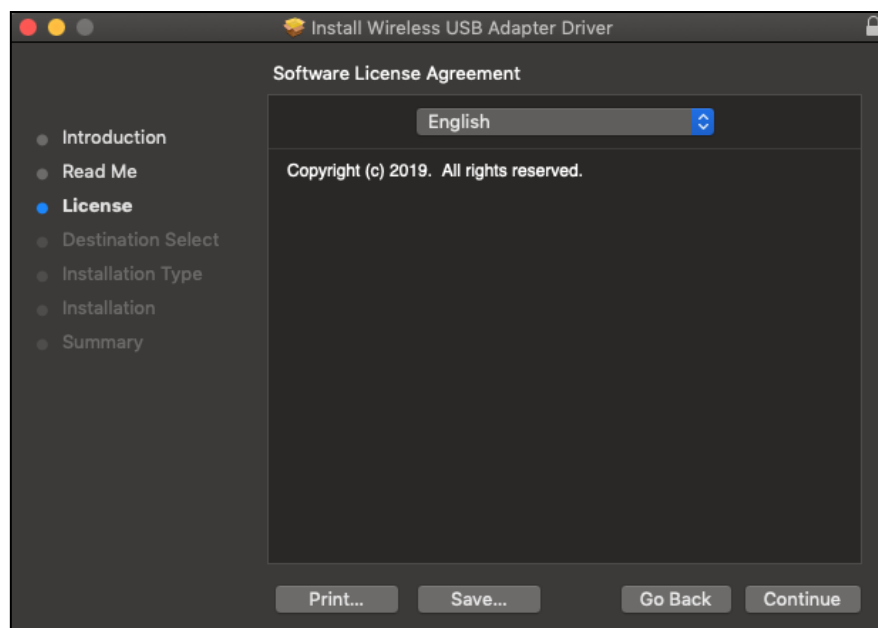 Install Wireless USB Adapter Driver
Software License Agreement
Introduction
Read Me
License
Destination Select
Installation Type
Installation
Summary
English
Copyright (c) 2019.  All rights reserved.
Print...
Save...
Go Back
Continue